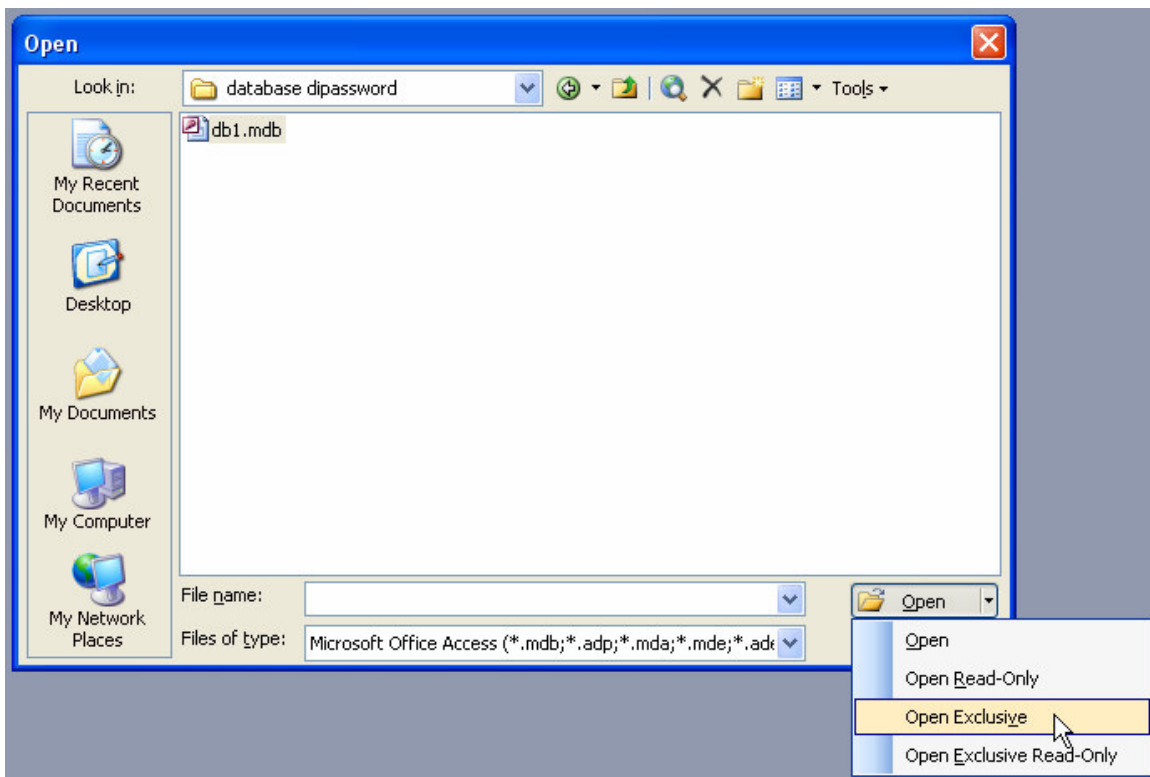 Open
Look in:
database dipassword
Tools
db1.mdb
My Recent
Documents
Desktop
My Documents
My Computer
My Network
Places
File name:
Open
Files of type:
Microsoft Office Access (*.mdb;*.adp;*.mda;*.mde;*.ade
Open
Open Read-Only
Open Exclusive
Open Exclusive Read-Only